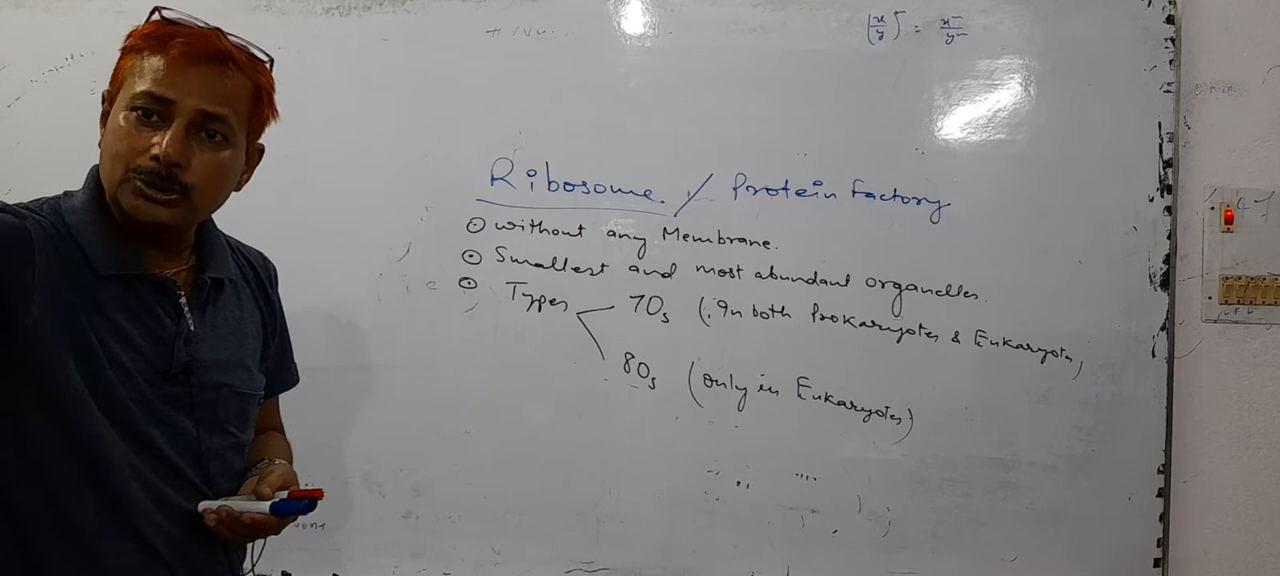 (x/y)
Ribosome / Protein factory
⊙ without any Membrane.
⊙ Smallest and most abundant organelles.
⊙ Types 70s (In both Prokaryotes & Eukaryotes)
80s (only in Eukaryotes)